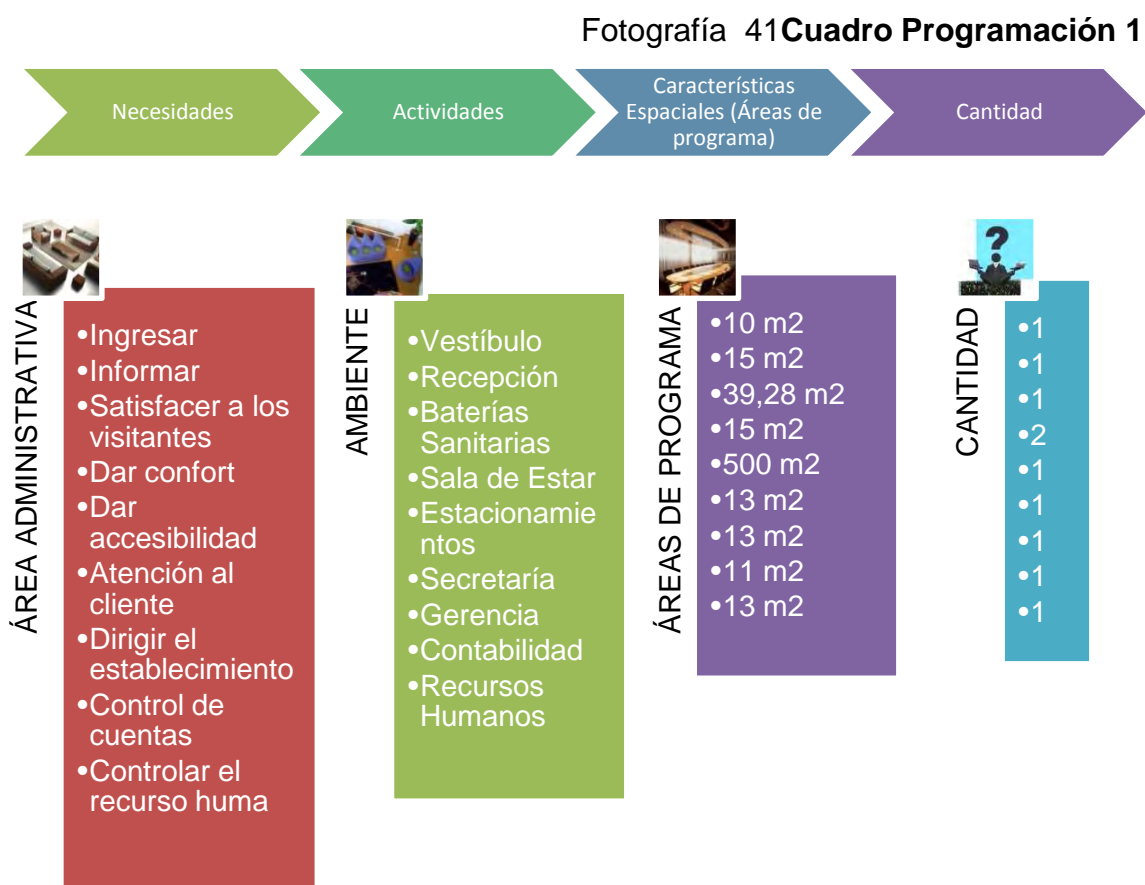 Fotografía  41Cuadro Programación 1
Necesidades
Actividades
Características
Espaciales (Áreas de
programa)
Cantidad
ÁREA ADMINISTRATIVA
•Ingresar
•Informar
•Satisfacer a los
visitantes
•Dar confort
•Dar
accesibilidad
•Atención al
cliente
•Dirigir el
establecimiento
•Control de
cuentas
•Controlar el
recurso huma
AMBIENTE
•Vestíbulo
•Recepción
•Baterías
Sanitarias
•Sala de Estar
•Estacionamie
ntos
•Secretaría
•Gerencia
•Contabilidad
•Recursos
Humanos
ÁREAS DE PROGRAMA
•10 m2
•15 m2
•39,28 m2
•15 m2
•500 m2
•13 m2
•13 m2
•11 m2
•13 m2
CANTIDAD
?
•1
•1
•1
•2
•1
•1
•1
•1
•1